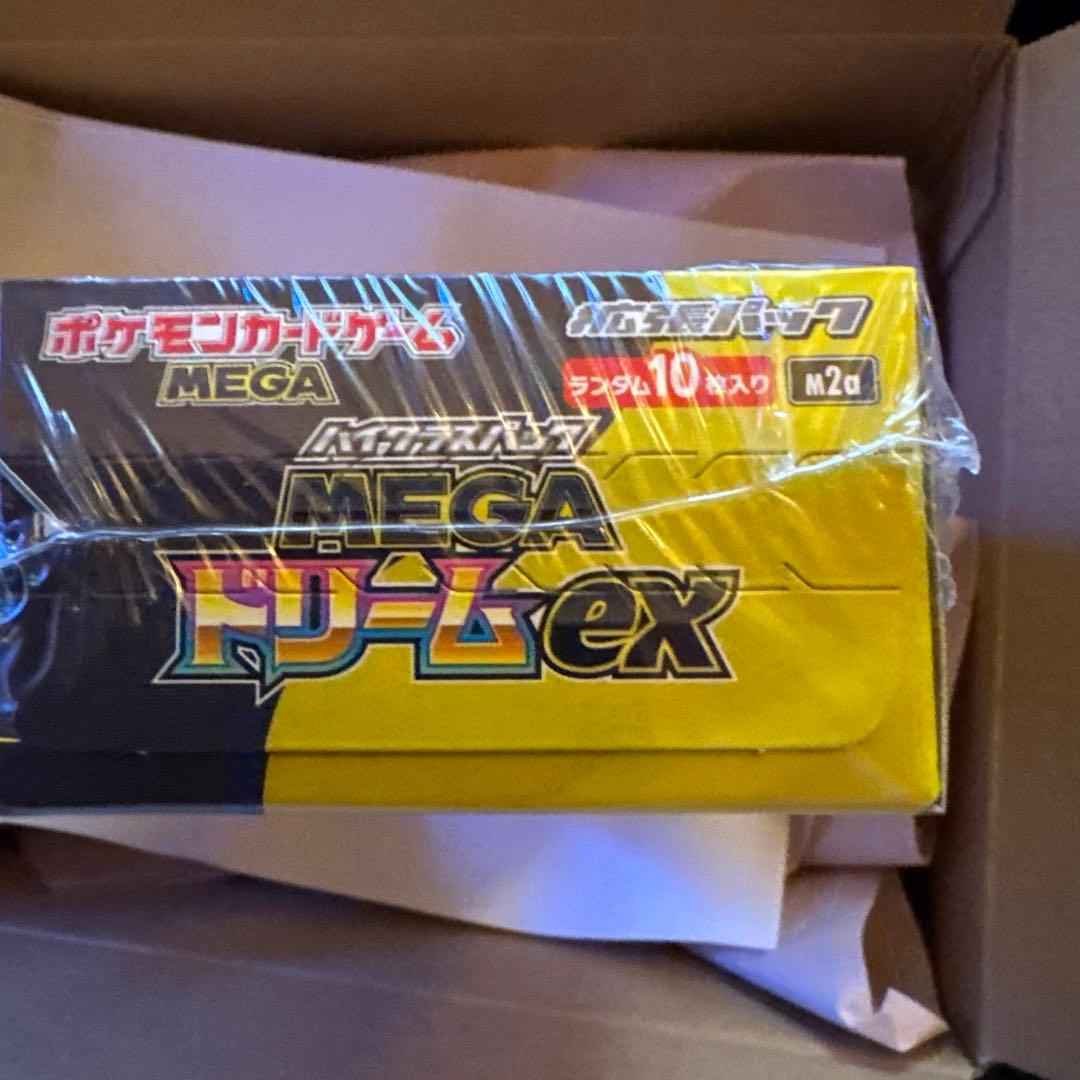 ポケモンカードゲーム
MEGA
拡張パック
ランダム10枚入り
M2a
ハイクラスパック
MEGA
ドリームex